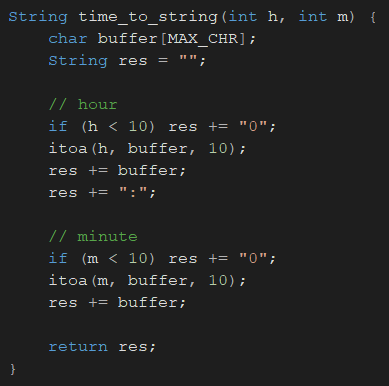 String time_to_string(int h, int m) {
    char buffer[MAX_CHR];
    String res = "";

    // hour
    if (h < 10) res += "0";
    itoa(h, buffer, 10);
    res += buffer;
    res += ":";

    // minute
    if (m < 10) res += "0";
    itoa(m, buffer, 10);
    res += buffer;

    return res;
}